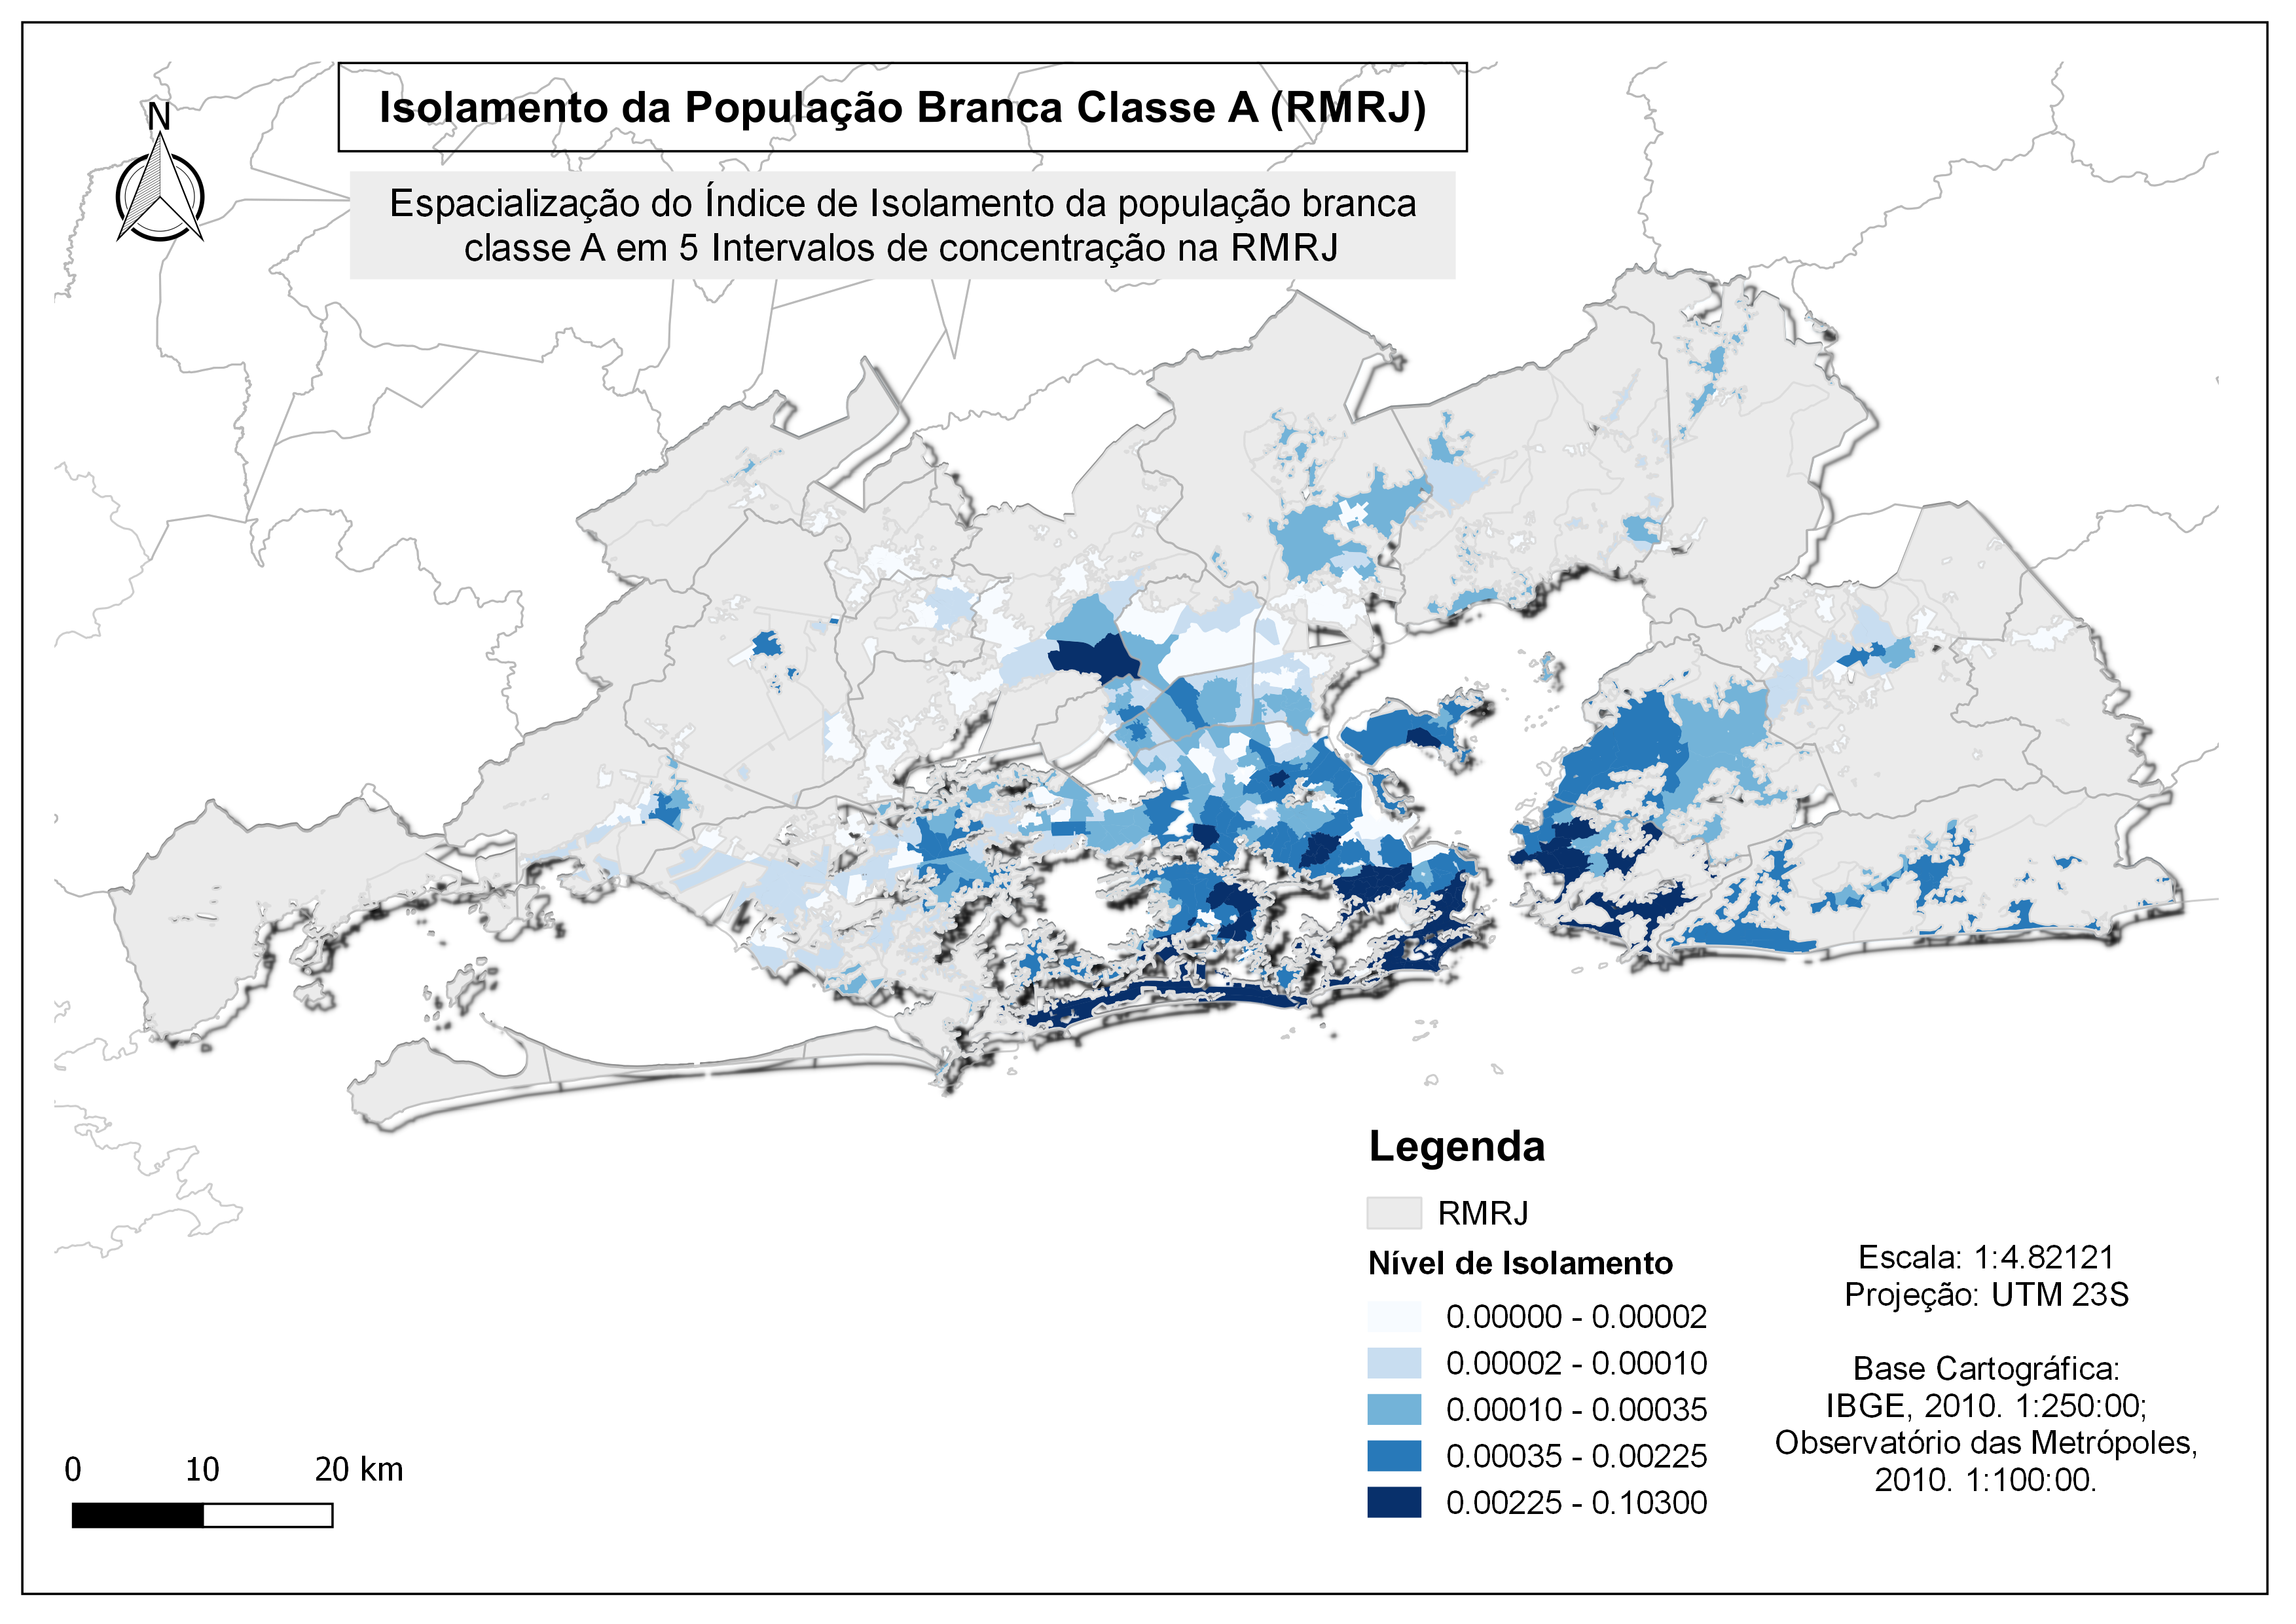 Isolamento da População Branca Classe A (RMRJ)
Espacialização do Índice de Isolamento da população branca
classe A em 5 Intervalos de concentração na RMRJ
N
Legenda
RMRJ
Nível de Isolamento
0.00000 - 0.00002
0.00002 - 0.00010
0.00010 - 0.00035
0.00035 - 0.00225
0.00225 - 0.10300
Escala: 1:4.82121
Projeção: UTM 23S
Base Cartográfica:
IBGE, 2010. 1:250:00;
Observatório das Metrópoles,
2010. 1:100:00.
0 10 20 km